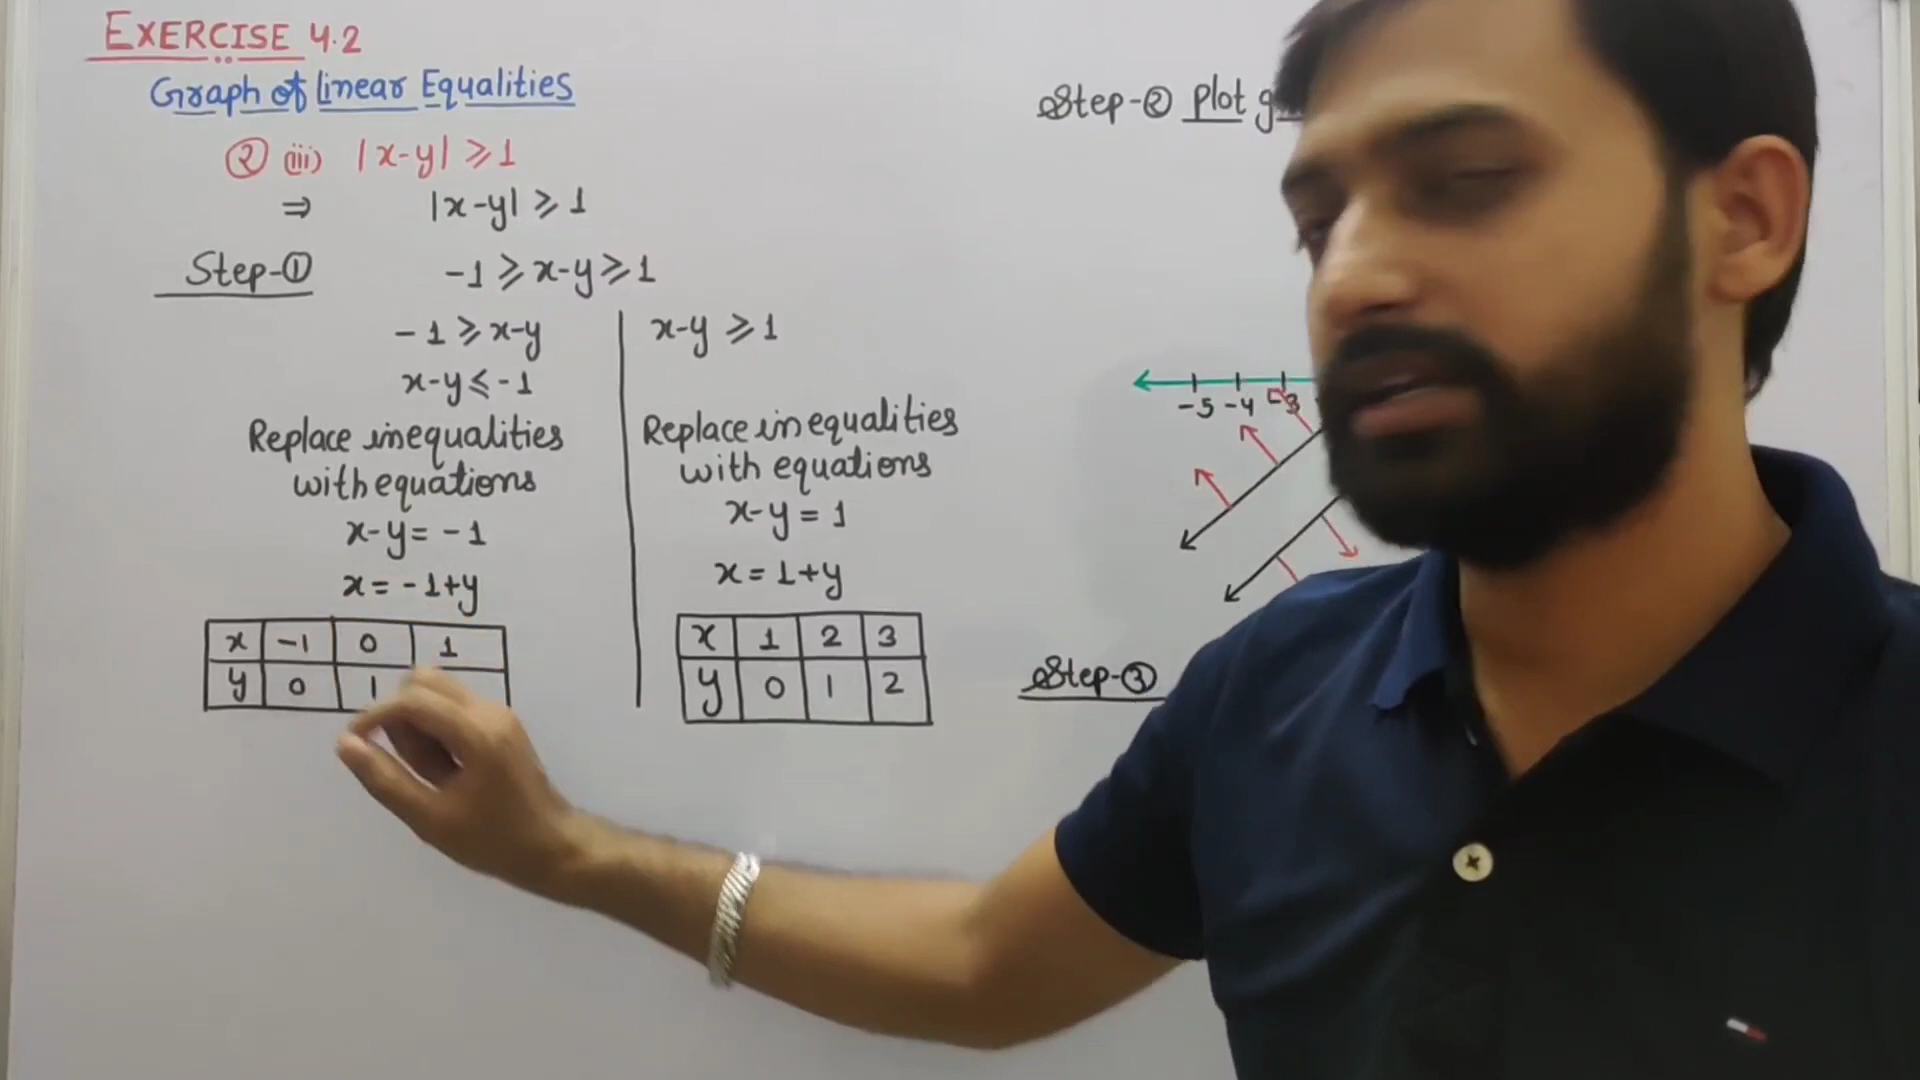 EXERCISE 4.2
Graph of linear Equalities
② (iii) |x-y| ≥ 1
⇒ |x-y| ≥ 1
Step-① -1 ≥ x-y ≥ 1
-1 ≥ x-y
x-y ≤ -1
Replace inequalities
with equations
x-y = -1
x = -1+y
x -1 0 1
y 0 1
x-y ≥ 1
Replace inequalities
with equations
x-y = 1
x = 1+y
x 1 2 3
y 0 1 2
Step-② plot
-5 -4 -3
Step-③